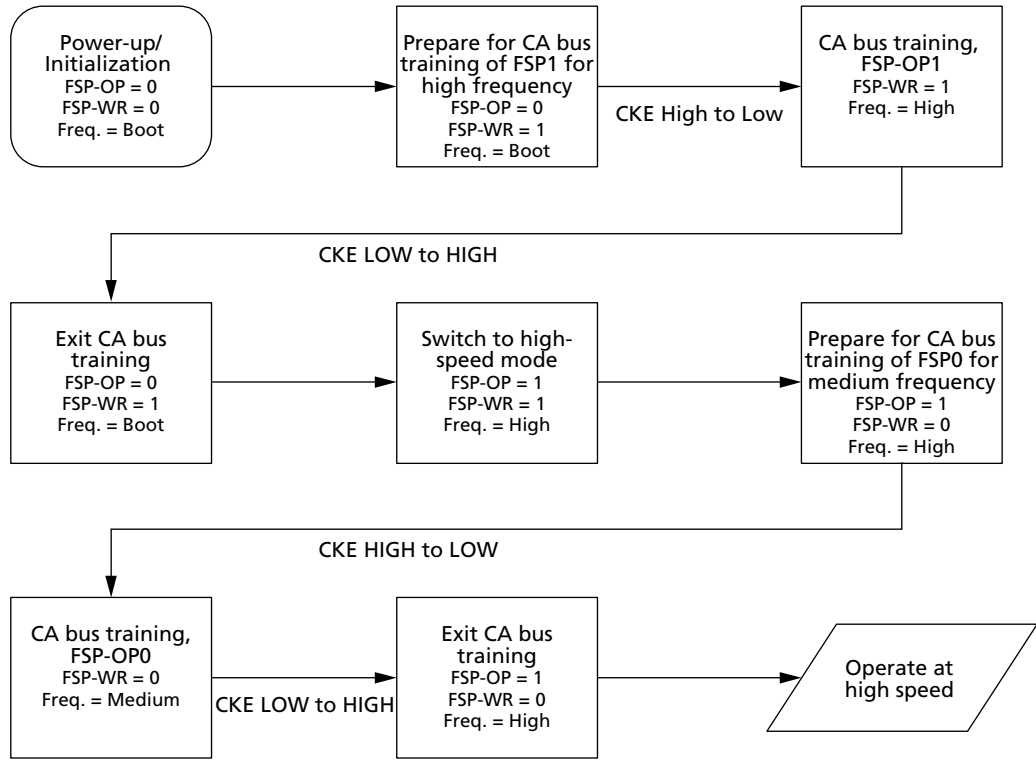 Power-up/
Initialization
FSP-OP = 0
FSP-WR = 0
Freq. = Boot
Prepare for CA bus
training of FSP1 for
high frequency
FSP-OP = 0
FSP-WR = 1
Freq. = Boot
CKE High to Low
CA bus training,
FSP-OP1
FSP-WR = 1
Freq. = High
CKE LOW to HIGH
Exit CA bus
training
FSP-OP = 0
FSP-WR = 1
Freq. = Boot
Switch to high-
speed mode
FSP-OP = 1
FSP-WR = 1
Freq. = High
Prepare for CA bus
training of FSP0 for
medium frequency
FSP-OP = 1
FSP-WR = 0
Freq. = High
CKE HIGH to LOW
CA bus training,
FSP-OP0
FSP-WR = 0
Freq. = Medium
CKE LOW to HIGH
Exit CA bus
training
FSP-OP = 1
FSP-WR = 0
Freq. = High
Operate at
high speed